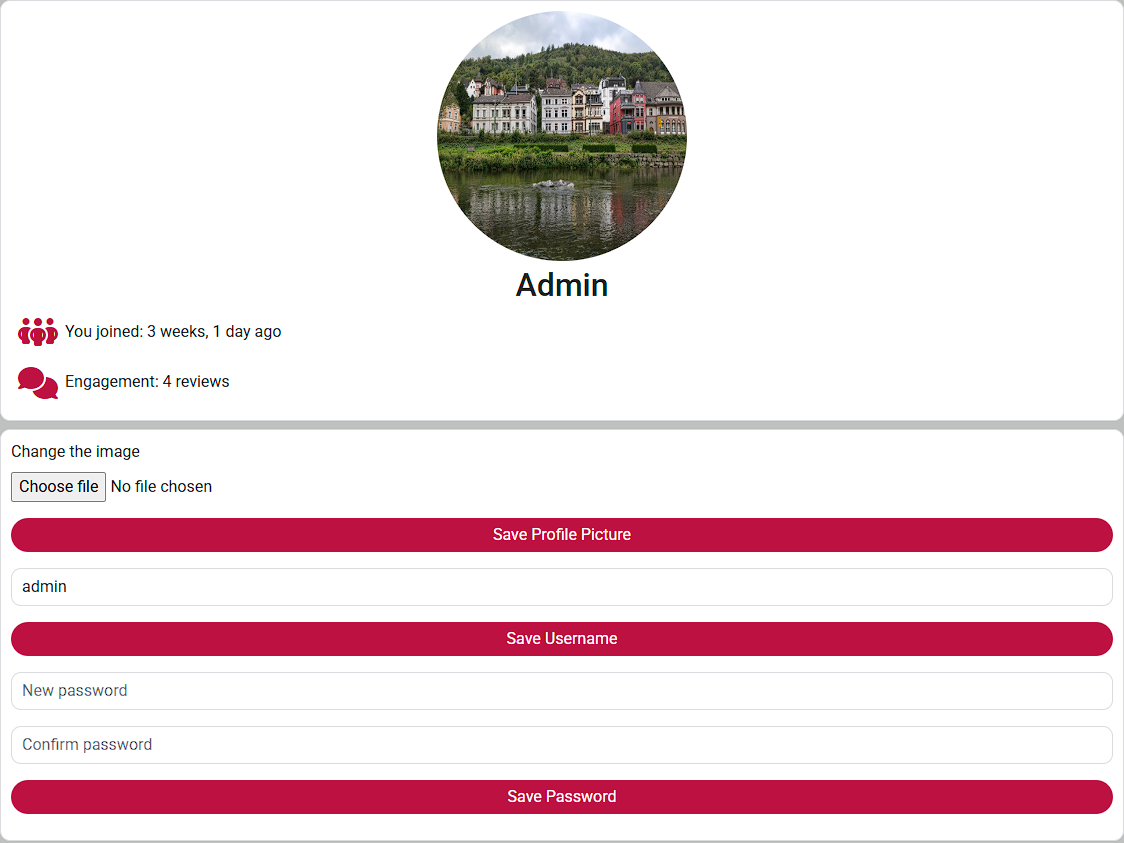 Admin
You joined: 3 weeks, 1 day ago
Engagement: 4 reviews
Change the image
Choose file No file chosen
Save Profile Picture
admin
Save Username
New password
Confirm password
Save Password